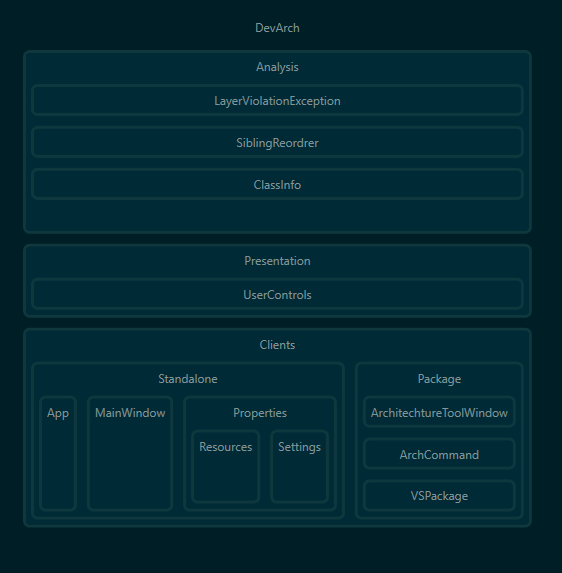 DevArch
Analysis
LayerViolationException
SiblingReordrer
ClassInfo
Presentation
UserControls
Clients
Standalone
App
MainWindow
Properties
Resources
Settings
Package
ArchitechtureToolWindow
ArchCommand
VSPackage